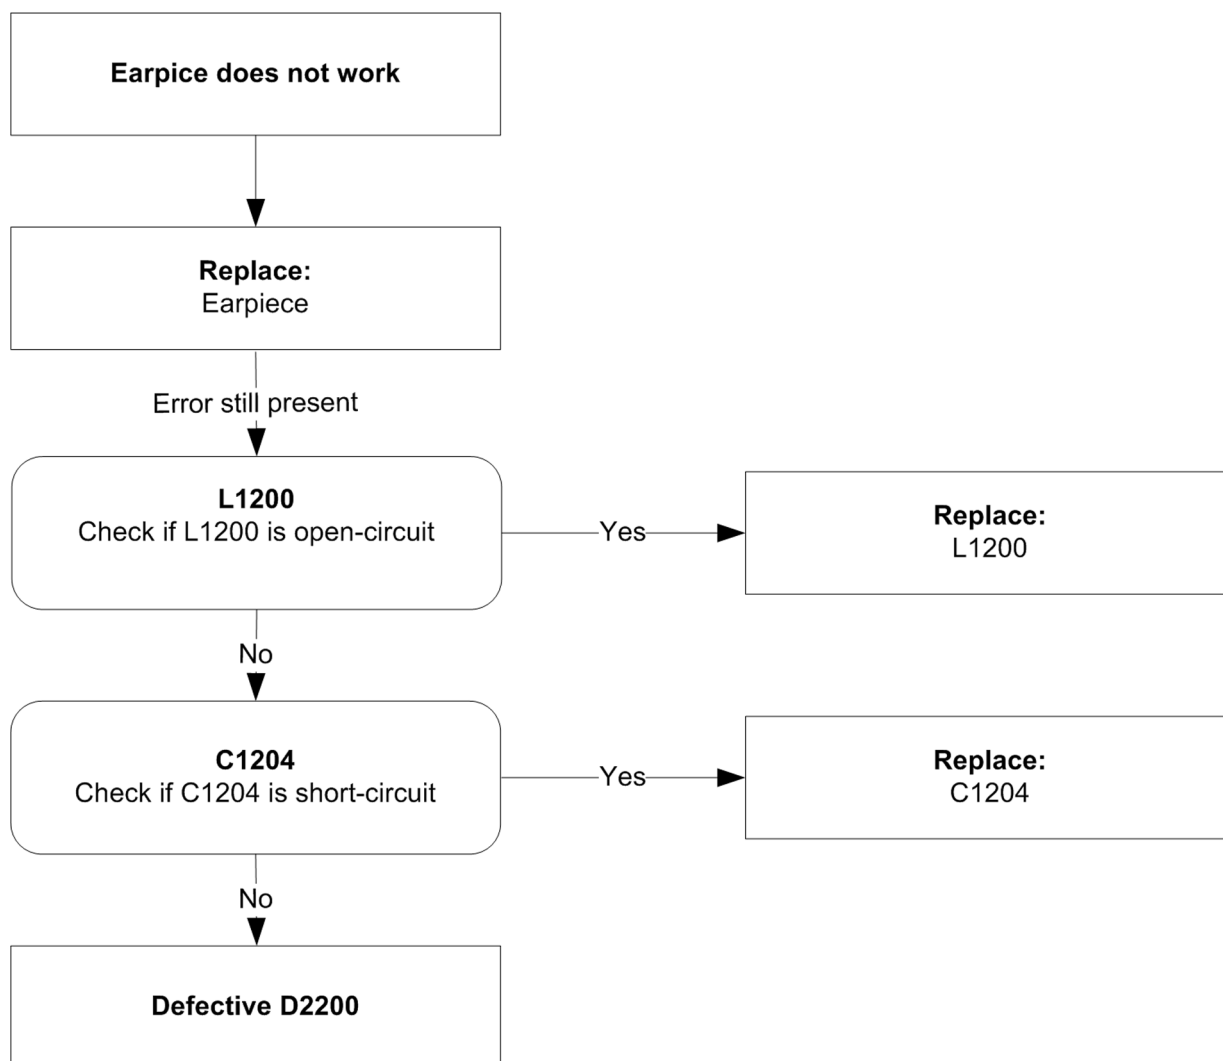 Earpice does not work
Replace:
Earpiece
Error still present
L1200
Check if L1200 is open-circuit
Yes
Replace:
L1200
No
C1204
Check if C1204 is short-circuit
Yes
Replace:
C1204
No
Defective D2200